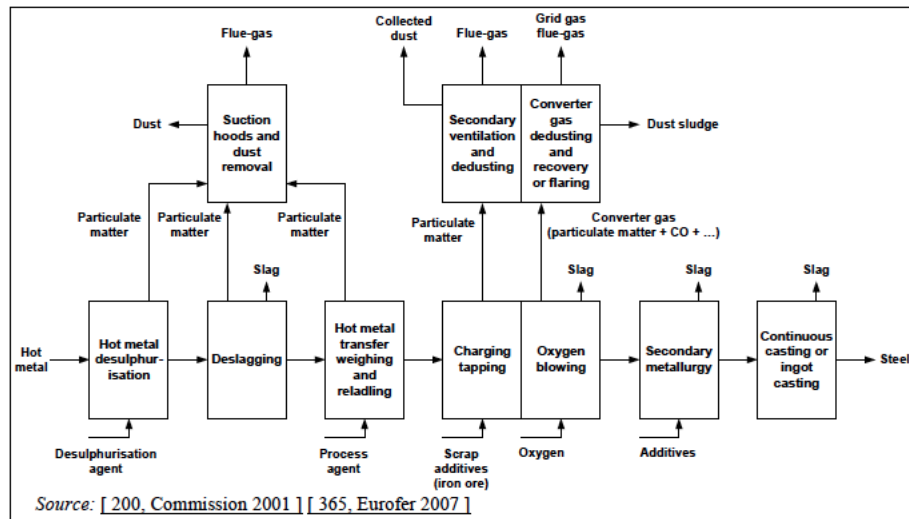 Collected
dust
Flue-gas
Flue-gas
Grid gas
flue-gas
Dust
Suction
hoods and
dust
removal
Secondary
ventilation
and
dedusting
Converter
gas
dedusting
and
recovery
or flaring
Dust sludge
Particulate
matter
Particulate
matter
Particulate
matter
Particulate
matter
Converter gas
(particulate matter + CO + ...)
Slag
Slag
Slag
Slag
Hot
metal
Hot metal
desulphur-
isation
Deslagging
Hot metal
transfer
weighing
and
reladling
Charging
tapping
Oxygen
blowing
Secondary
metallurgy
Continuous
casting or
ingot
casting
Steel
Desulphurisation
agent
Process
agent
Scrap
additives
(iron ore)
Oxygen
Additives
Source: [ 200, Commission 2001 ] [ 365, Eurofer 2007 ]